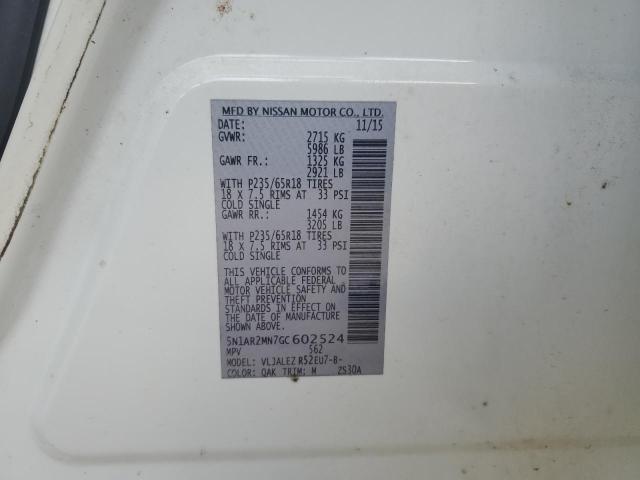 MFD BY NISSAN MOTOR CO., LTD.
DATE: 11/15
GVWR: 2715 KG
5986 LB
GAWR FR.: 1325 KG
2921 LB
WITH P235/65R18 TIRES
18 X 7.5 RIMS AT 33 PSI
COLD SINGLE
GAWR RR.: 1454 KG
3205 LB
WITH P235/65R18 TIRES
18 X 7.5 RIMS AT 33 PSI
COLD SINGLE
THIS VEHICLE CONFORMS TO
ALL APPLICABLE FEDERAL
MOTOR VEHICLE SAFETY AND
THEFT PREVENTION
STANDARDS IN EFFECT ON
THE DATE OF MANUFACTURE
SHOWN ABOVE.
5N1AR2MN7GC602524
MPV 562
MODEL: VLJALEZ R52EU7-B-
COLOR: QAK TRIM: M ZS30A